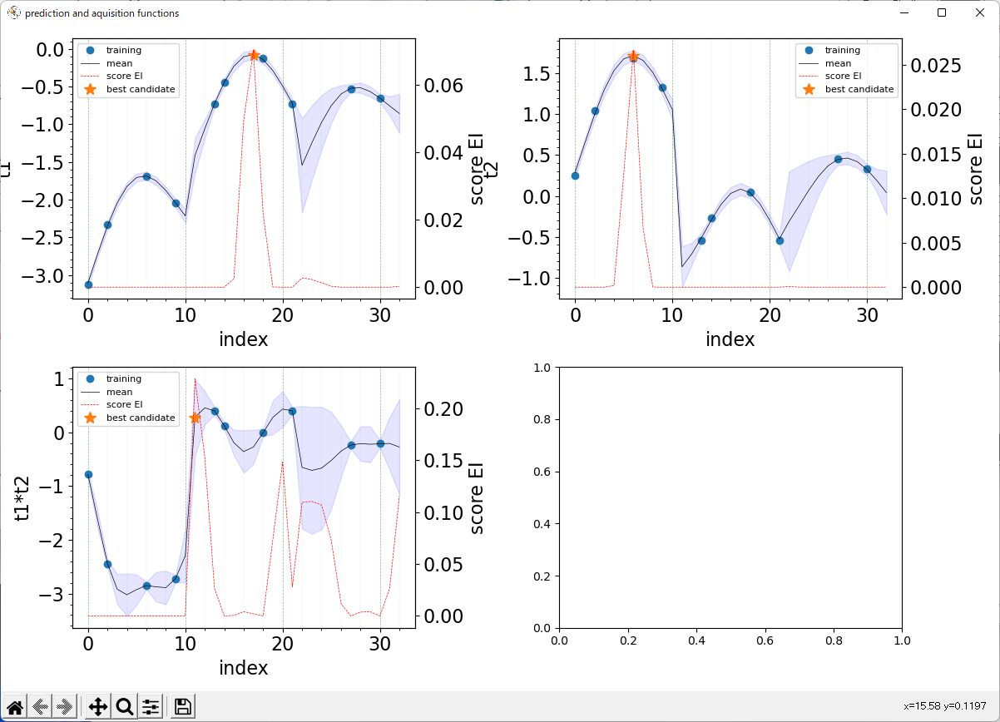 prediction and aquisition functions
0.0
−0.5
−1.0
−1.5
−2.0
−2.5
−3.0
t1
training
mean
score EI
best candidate
0.06
0.04
0.02
0.00
score EI
0 10 20 30
index
1.5
1.0
0.5
0.0
−0.5
−1.0
t2
training
mean
score EI
best candidate
0.025
0.020
0.015
0.010
0.005
0.000
score EI
0 10 20 30
index
1
0
−1
−2
−3
t1*t2
training
mean
score EI
best candidate
0.20
0.15
0.10
0.05
0.00
score EI
0 10 20 30
index
1.0
0.8
0.6
0.4
0.2
0.0
0.0 0.2 0.4 0.6 0.8 1.0
x=15.58 y=0.1197